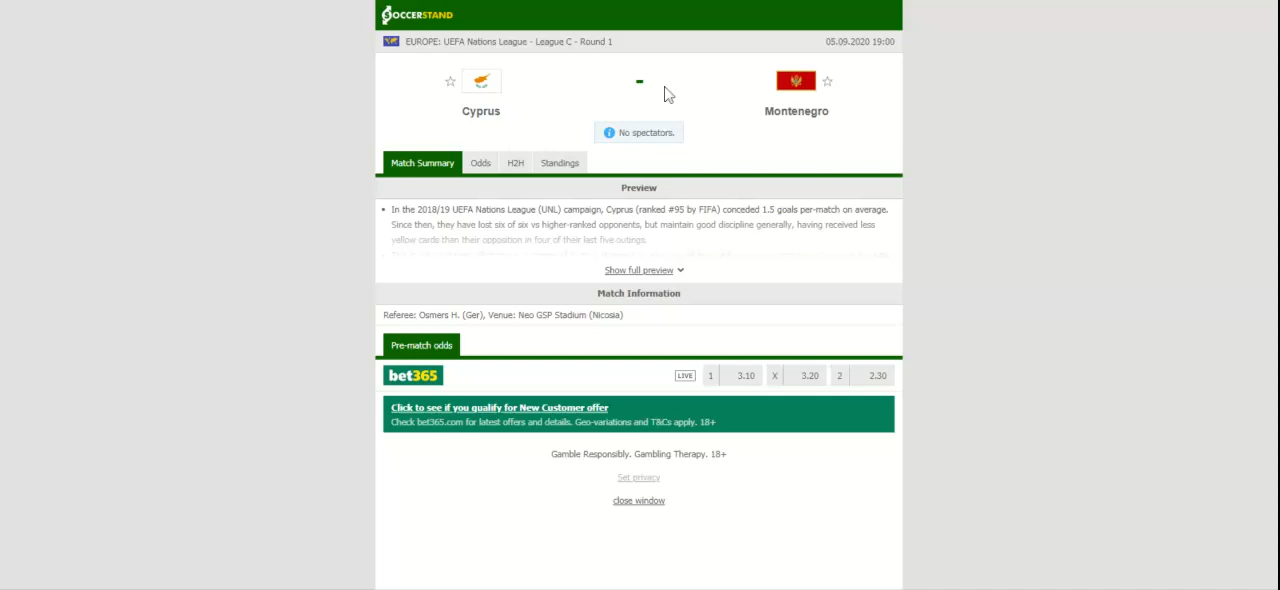 SOCCERSTAND
EUROPE: UEFA Nations League - League C - Round 1
05.09.2020 19:00
-
Cyprus
Montenegro
No spectators.
Match Summary
Odds
H2H
Standings
Preview
• In the 2018/19 UEFA Nations League (UNL) campaign, Cyprus (ranked #95 by FIFA) conceded 1.5 goals per-match on average.
Since then, they have lost six of six vs higher-ranked opponents, but maintain good discipline generally, having received less
yellow cards than their opposition in four of their last five outings.
Show full preview
Match Information
Referee: Osmers H. (Ger), Venue: Neo GSP Stadium (Nicosia)
Pre-match odds
bet365
LIVE
1 3.10
X 3.20
2 2.30
Click to see if you qualify for New Customer offer
Check bet365.com for latest offers and details. Geo-variations and T&Cs apply. 18+
Gamble Responsibly. Gambling Therapy. 18+
Set privacy
close window